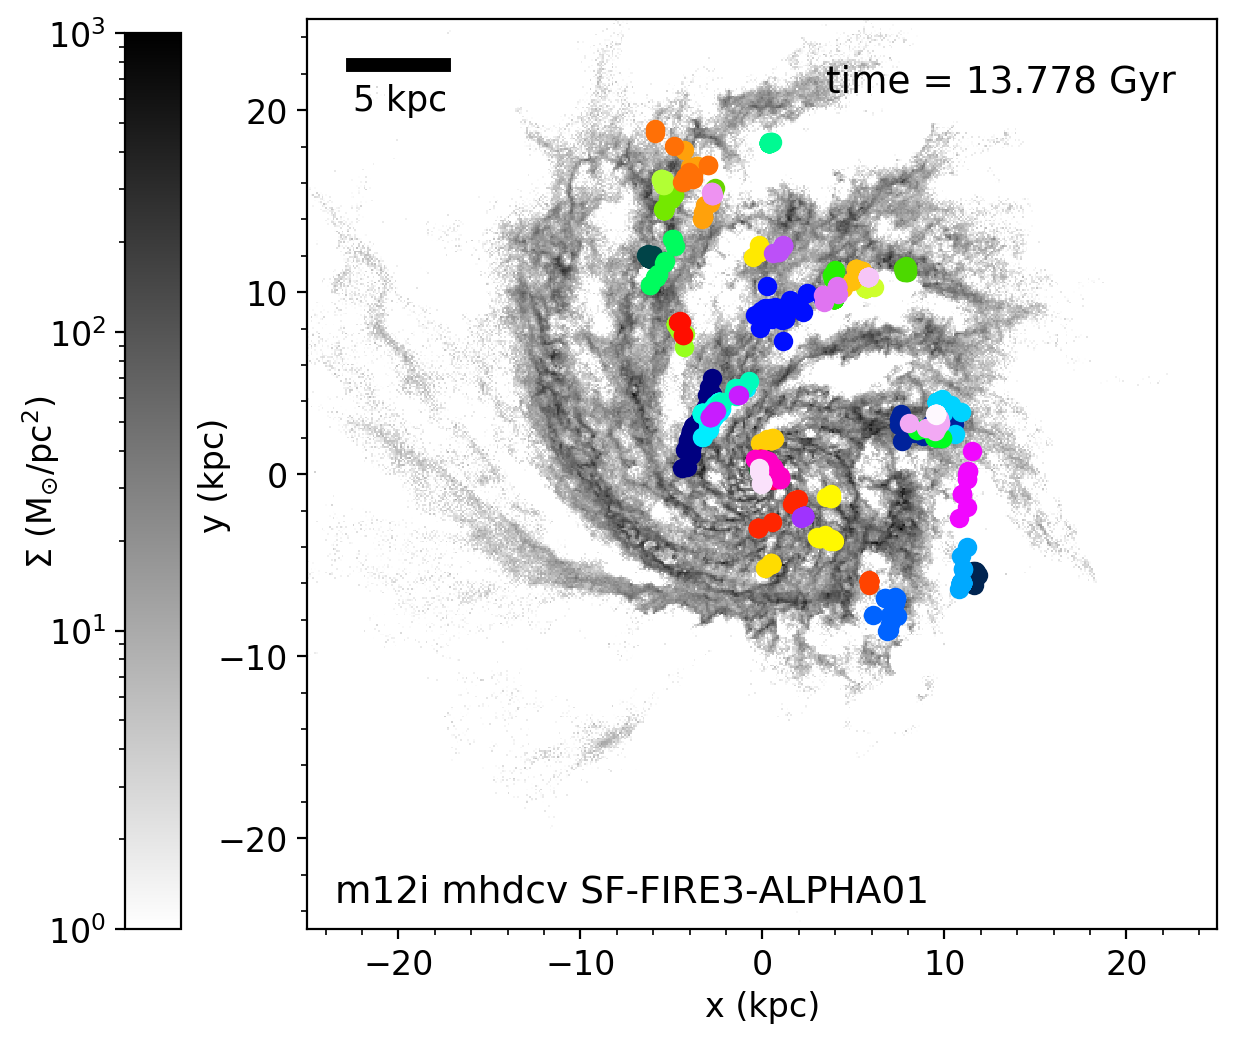 10³
10²
10¹
10⁰
Σ (M⊙/pc²)
20
10
0
−10
−20
y (kpc)
5 kpc
time = 13.778 Gyr
m12i mhdcv SF-FIRE3-ALPHA01
−20 −10 0 10 20
x (kpc)